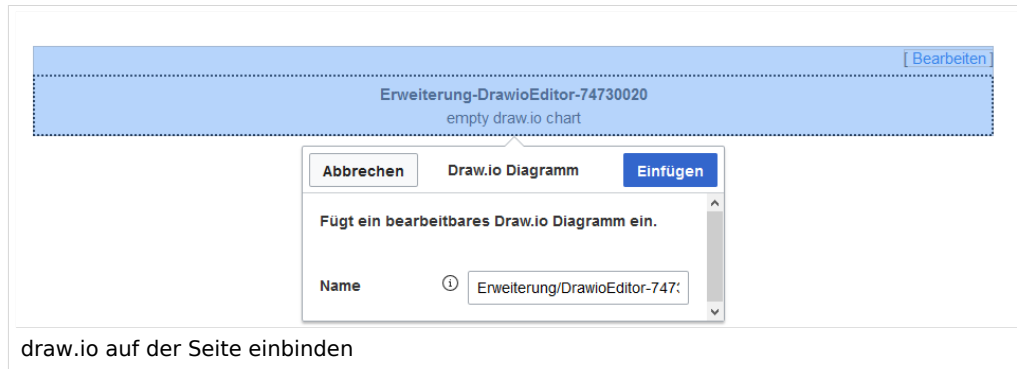 [ Bearbeiten ]
Erweiterung-DrawioEditor-74730020
empty draw.io chart
Abbrechen Draw.io Diagramm Einfügen
Fügt ein bearbeitbares Draw.io Diagramm ein.
Name Erweiterung/DrawioEditor-747
draw.io auf der Seite einbinden